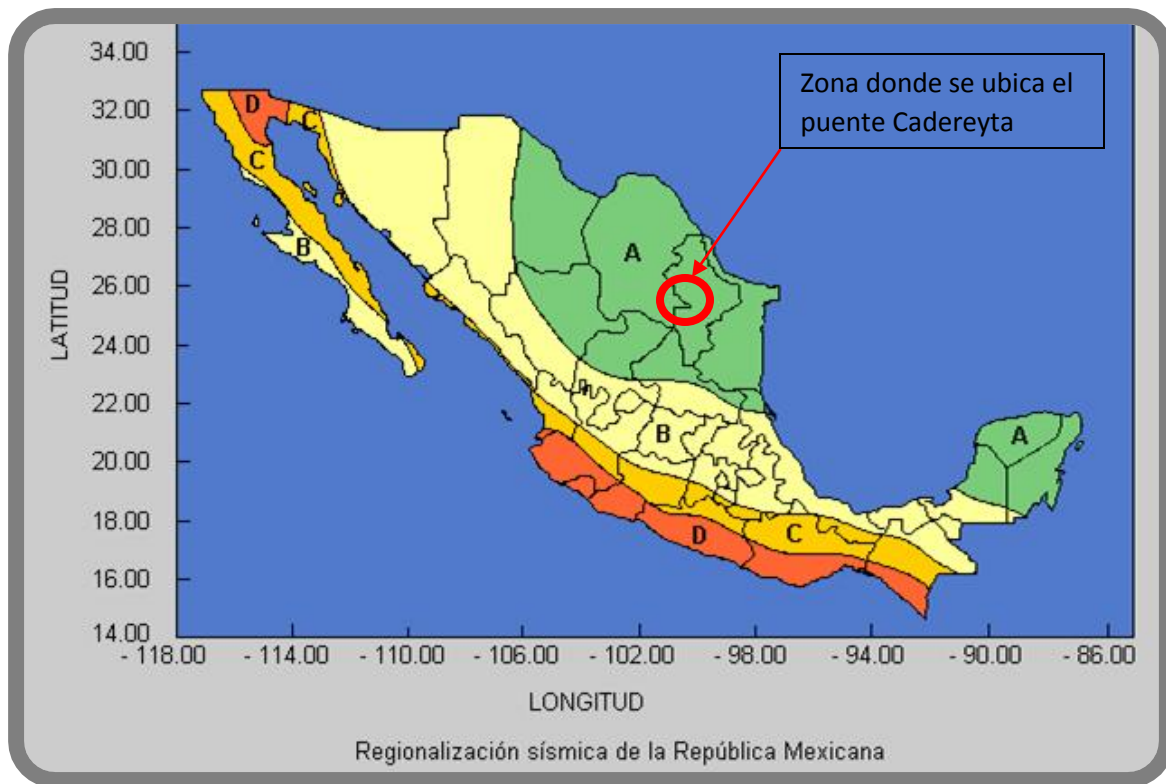 34.00
32.00
30.00
28.00
26.00
24.00
22.00
20.00
18.00
16.00
14.00
LATITUD
Zona donde se ubica el
puente Cadereyta
D
C
C
B
A
B
A
C
D
- 118.00 - 114.00 - 110.00 - 106.00 - 102.00 - 98.00 - 94.00 - 90.00 - 86.00
LONGITUD
Regionalización sísmica de la República Mexicana